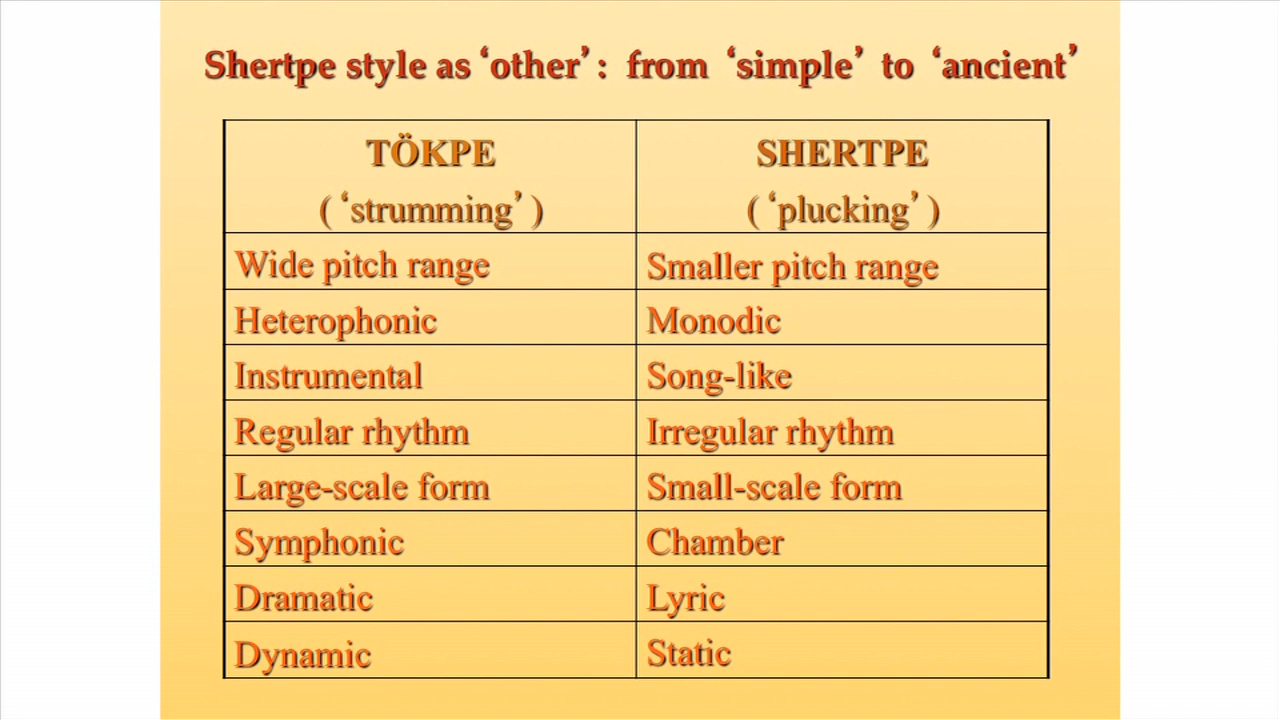 Shertpe style as ‘other’: from ‘simple’ to ‘ancient’
TÖKPE
(‘strumming’)
SHERTPE
(‘plucking’)
Wide pitch range
Smaller pitch range
Heterophonic
Monodic
Instrumental
Song-like
Regular rhythm
Irregular rhythm
Large-scale form
Small-scale form
Symphonic
Chamber
Dramatic
Lyric
Dynamic
Static